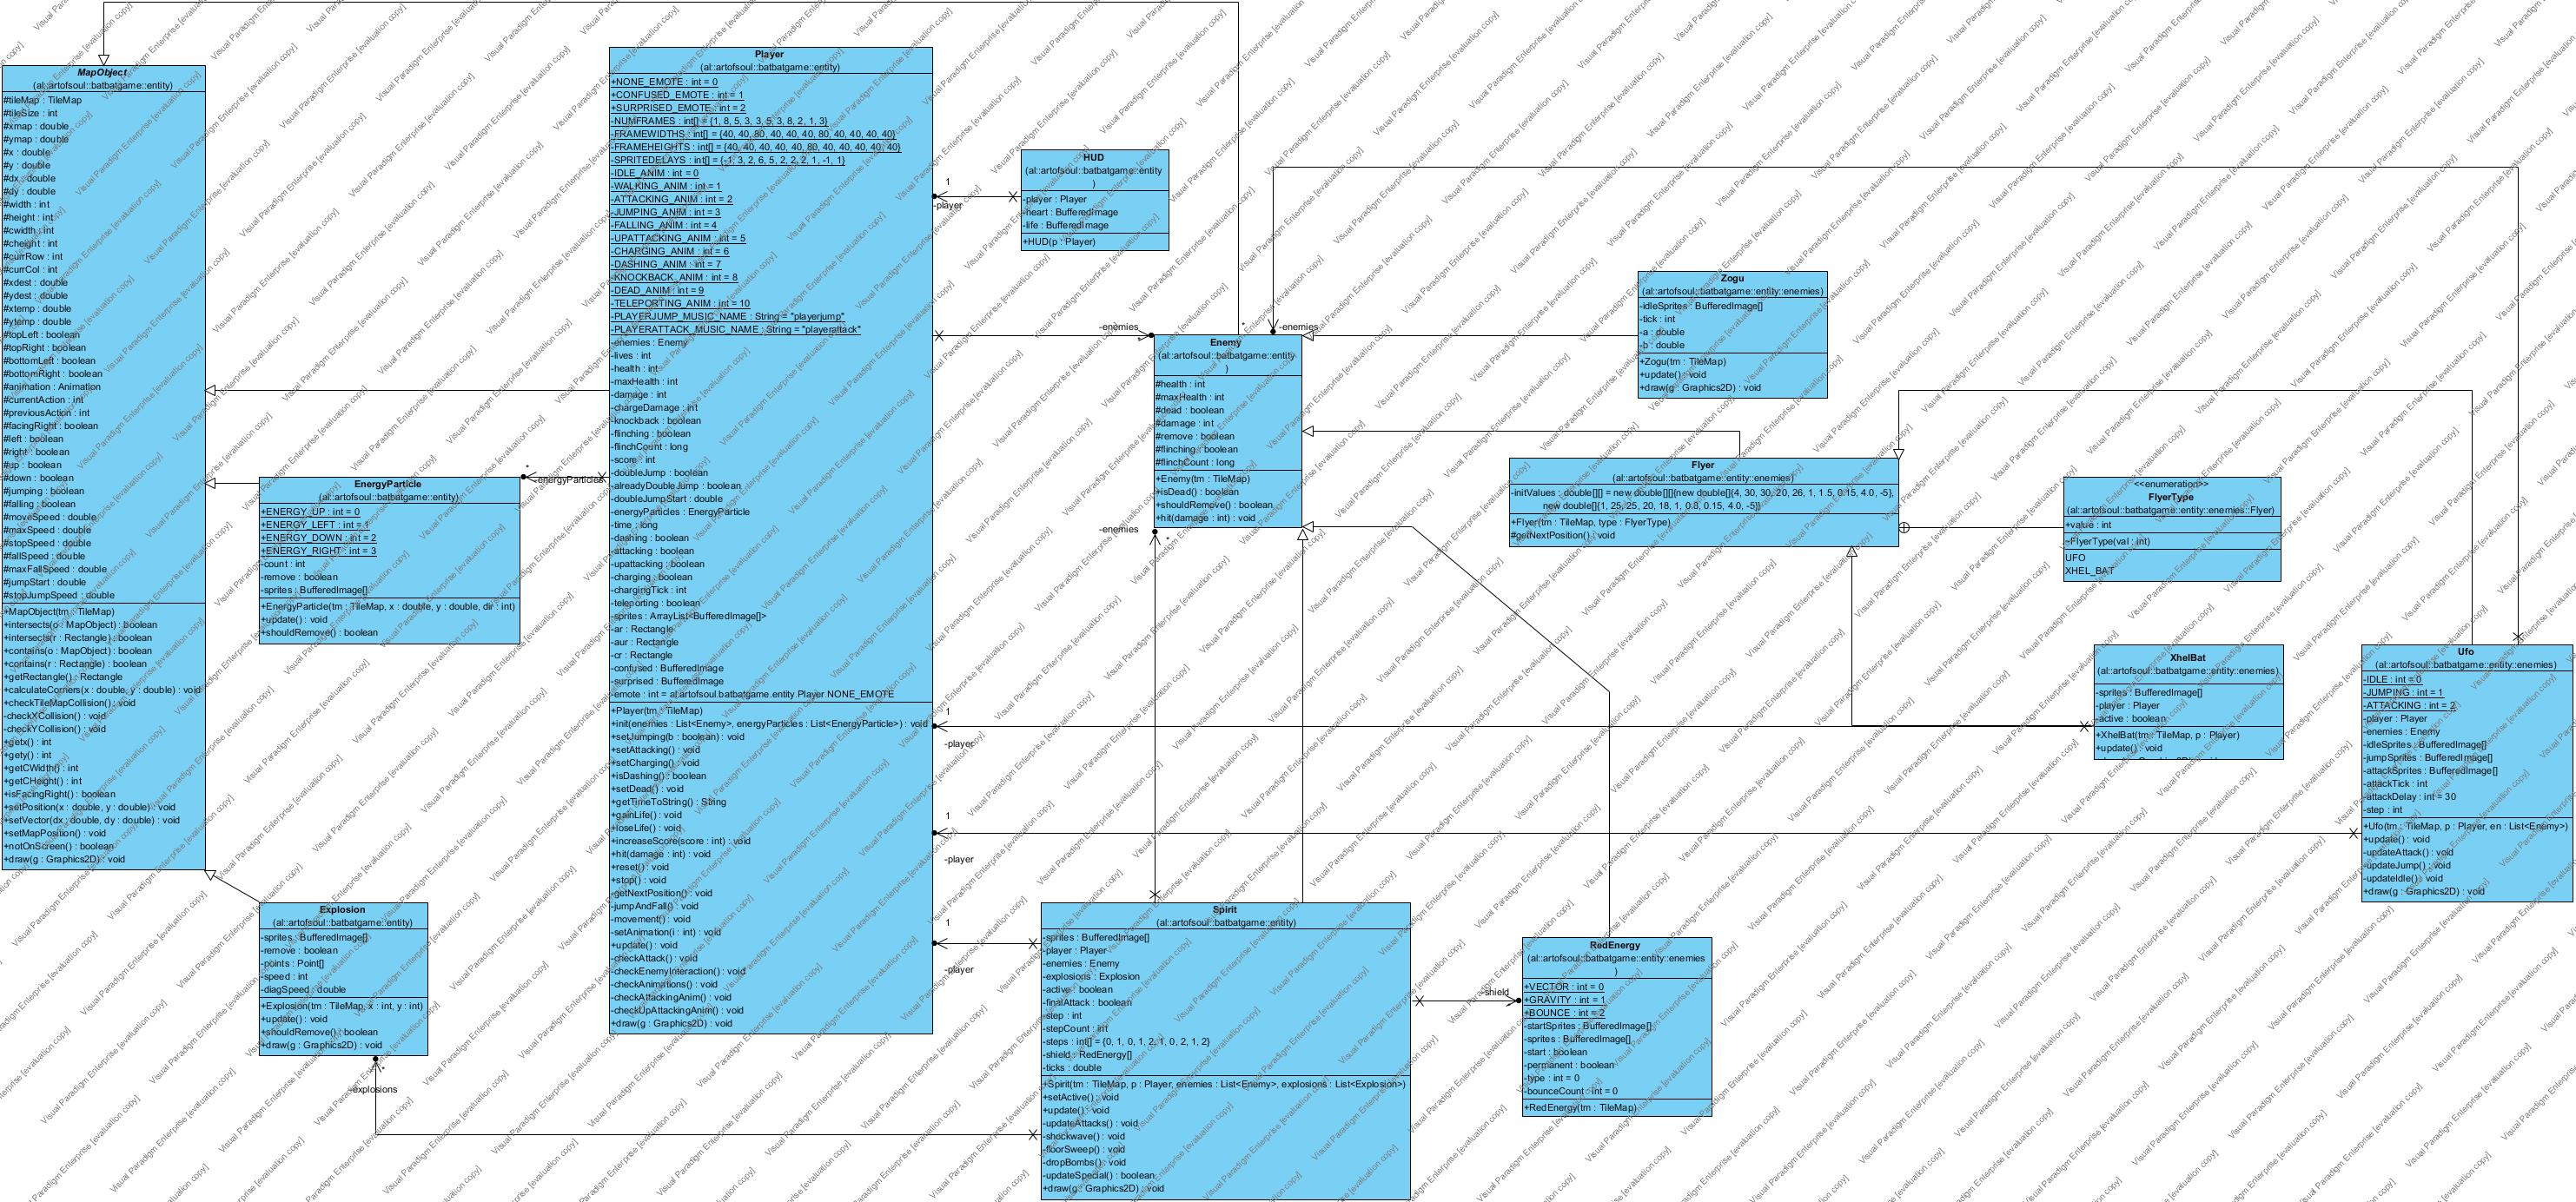 MapObject
(al::artofsoul::batbatgame::entity)
#tileMap : TileMap
#tileSize : int
#xmap : double
#ymap : double
#x : double
#y : double
#dx : double
#dy : double
#width : int
#height : int
#cwidth : int
#cheight : int
#currRow : int
#currCol : int
#xdest : double
#ydest : double
#xtemp : double
#ytemp : double
#topLeft : boolean
#topRight : boolean
#bottomLeft : boolean
#bottomRight : boolean
#animation : Animation
#currentAction : int
#previousAction : int
#facingRight : boolean
#left : boolean
#right : boolean
#up : boolean
#down : boolean
#jumping : boolean
#falling : boolean
#moveSpeed : double
#maxSpeed : double
#stopSpeed : double
#fallSpeed : double
#maxFallSpeed : double
#jumpStart : double
#stopJumpSpeed : double
+MapObject(tm : TileMap)
+intersects(o : MapObject) : boolean
+intersects(r : Rectangle) : boolean
+contains(o : MapObject) : boolean
+contains(r : Rectangle) : boolean
+getRectangle() : Rectangle
+calculateCorners(x : double, y : double) : void
+checkTileMapCollision() : void
-checkXCollision() : void
-checkYCollision() : void
+getx() : int
+gety() : int
+getCWidth() : int
+getCHeight() : int
+isFacingRight() : boolean
+setPosition(x : double, y : double) : void
+setVector(dx : double, dy : double) : void
+setMapPosition() : void
+notOnScreen() : boolean
+draw(g : Graphics2D) : void
EnergyParticle
(al::artofsoul::batbatgame::entity)
+ENERGY_UP : int = 0
+ENERGY_LEFT : int = 1
+ENERGY_DOWN : int = 2
+ENERGY_RIGHT : int = 3
-count : int
-remove : boolean
-sprites : BufferedImage[]
+EnergyParticle(tm : TileMap, x : double, y : double, dir : int)
+update() : void
+shouldRemove() : boolean
*
-energyParticles
Explosion
(al::artofsoul::batbatgame::entity)
-sprites : BufferedImage[]
-remove : boolean
-points : Point[]
-speed : int
-diagSpeed : double
+Explosion(tm : TileMap, x : int, y : int)
+update() : void
+shouldRemove() : boolean
+draw(g : Graphics2D) : void
*
-explosions
Player
(al::artofsoul::batbatgame::entity)
+NONE_EMOTE : int = 0
+CONFUSED_EMOTE : int = 1
+SURPRISED_EMOTE : int = 2
-NUMFRAMES : int[] = {1, 8, 5, 3, 3, 5, 3, 8, 2, 1, 3}
-FRAMEWIDTHS : int[] = {40, 40, 80, 40, 40, 40, 80, 40, 40, 40, 40}
-FRAMEHEIGHTS : int[] = {40, 40, 40, 40, 40, 80, 40, 40, 40, 40, 40}
-SPRITEDELAYS : int[] = {-1, 3, 2, 6, 5, 2, 2, 2, 1, -1, 1}
-IDLE_ANIM : int = 0
-WALKING_ANIM : int = 1
-ATTACKING_ANIM : int = 2
-JUMPING_ANIM : int = 3
-FALLING_ANIM : int = 4
-UPATTACKING_ANIM : int = 5
-CHARGING_ANIM : int = 6
-DASHING_ANIM : int = 7
-KNOCKBACK_ANIM : int = 8
-DEAD_ANIM : int = 9
-TELEPORTING_ANIM : int = 10
-PLAYERJUMP_MUSIC_NAME : String = "playerjump"
-PLAYERATTACK_MUSIC_NAME : String = "playerattack"
-enemies : Enemy
-lives : int
-health : int
-maxHealth : int
-damage : int
-chargeDamage : int
-knockback : boolean
-flinching : boolean
-flinchCount : long
-score : int
-doubleJump : boolean
-alreadyDoubleJump : boolean
-doubleJumpStart : double
-energyParticles : EnergyParticle
-time : long
-dashing : boolean
-attacking : boolean
-upattacking : boolean
-charging : boolean
-chargingTick : int
-teleporting : boolean
-sprites : ArrayList<BufferedImage[]>
-ar : Rectangle
-aur : Rectangle
-cr : Rectangle
-confused : BufferedImage
-surprised : BufferedImage
-emote : int = al.artofsoul.batbatgame.entity.Player.NONE_EMOTE
+Player(tm : TileMap)
+init(enemies : List<Enemy>, energyParticles : List<EnergyParticle>) : void
+setJumping(b : boolean) : void
+setAttacking() : void
+setCharging() : void
+isDashing() : boolean
+setDead() : void
+getTimeToString() : String
+gainLife() : void
+loseLife() : void
+increaseScore(score : int) : void
+hit(damage : int) : void
+reset() : void
+stop() : void
-getNextPosition() : void
-jumpAndFall() : void
-movement() : void
-setAnimation(i : int) : void
+update() : void
-checkAttack() : void
-checkEnemyInteraction() : void
-checkAnimations() : void
-checkAttackingAnim() : void
-checkUpAttackingAnim() : void
+draw(g : Graphics2D) : void
1
-player
HUD
(al::artofsoul::batbatgame::entity
)
-player : Player
-heart : BufferedImage
-life : BufferedImage
+HUD(p : Player)
-enemies
*
-enemies
Enemy
(al::artofsoul::batbatgame::entity
)
#health : int
#maxHealth : int
#dead : boolean
#damage : int
#remove : boolean
#flinching : boolean
#flinchCount : long
+Enemy(tm : TileMap)
+isDead() : boolean
+shouldRemove() : boolean
+hit(damage : int) : void
-enemies
*
Zogu
(al::artofsoul::batbatgame::entity::enemies)
-idleSprites : BufferedImage[]
-tick : int
-a : double
-b : double
+Zogu(tm : TileMap)
+update() : void
+draw(g : Graphics2D) : void
Flyer
(al::artofsoul::batbatgame::entity::enemies)
-initValues : double[][] = new double[][]{new double[]{4, 30, 30, 20, 26, 1, 1.5, 0.15, 4.0, -5},
new double[]{1, 25, 25, 20, 18, 1, 0.8, 0.15, 4.0, -5}}
+Flyer(tm : TileMap, type : FlyerType)
#getNextPosition() : void
<<enumeration>>
FlyerType
(al::artofsoul::batbatgame::entity::enemies::Flyer)
+value : int
~FlyerType(val : int)
UFO
XHEL_BAT
XhelBat
(al::artofsoul::batbatgame::entity::enemies)
-sprites : BufferedImage[]
-player : Player
-active : boolean
+XhelBat(tm : TileMap, p : Player)
+update() : void
Ufo
(al::artofsoul::batbatgame::entity::enemies)
-IDLE : int = 0
-JUMPING : int = 1
-ATTACKING : int = 2
-player : Player
-enemies : Enemy
-idleSprites : BufferedImage[]
-jumpSprites : BufferedImage[]
-attackSprites : BufferedImage[]
-attackTick : int
-attackDelay : int = 30
-step : int
+Ufo(tm : TileMap, p : Player, en : List<Enemy>)
+update() : void
-updateAttack() : void
-updateJump() : void
-updateIdle() : void
+draw(g : Graphics2D) : void
1
-player
1
-player
1
-player
Spirit
(al::artofsoul::batbatgame::entity)
-sprites : BufferedImage[]
-player : Player
-enemies : Enemy
-explosions : Explosion
-active : boolean
-finalAttack : boolean
-step : int
-stepCount : int
-steps : int[] = {0, 1, 0, 1, 2, 1, 0, 2, 1, 2}
-shield : RedEnergy[]
-ticks : double
+Spirit(tm : TileMap, p : Player, enemies : List<Enemy>, explosions : List<Explosion>)
+setActive() : void
+update() : void
-updateAttacks() : void
-shockwave() : void
-floorSweep() : void
-dropBombs() : void
-updateSpecial() : boolean
+draw(g : Graphics2D) : void
-shield
RedEnergy
(al::artofsoul::batbatgame::entity::enemies
)
+VECTOR : int = 0
+GRAVITY : int = 1
+BOUNCE : int = 2
-startSprites : BufferedImage[]
-sprites : BufferedImage[]
-start : boolean
-permanent : boolean
-type : int = 0
-bounceCount : int = 0
+RedEnergy(tm : TileMap)
Visual Paradigm Enterprise [evaluation copy]